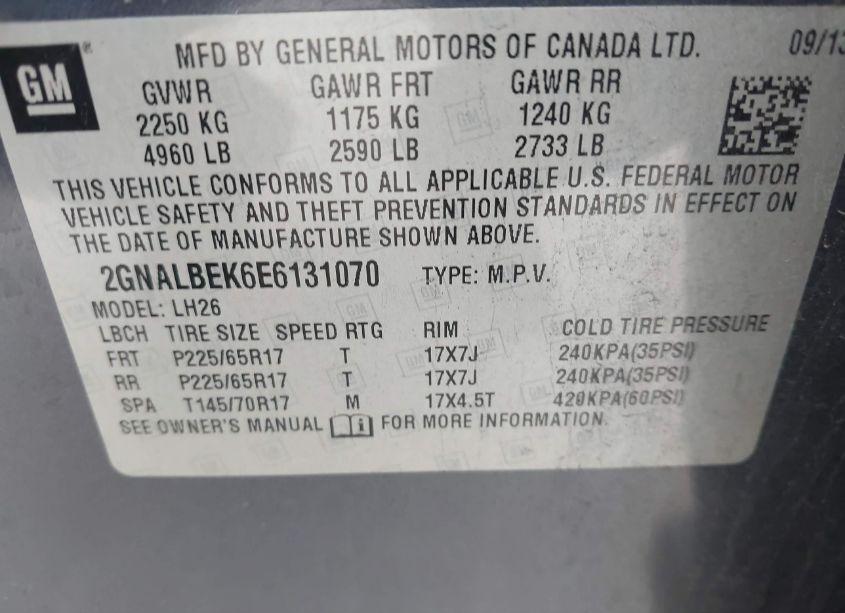 GM
MFD BY GENERAL MOTORS OF CANADA LTD. 09/13
GVWR GAWR FRT GAWR RR
2250 KG 1175 KG 1240 KG
4960 LB 2590 LB 2733 LB
THIS VEHICLE CONFORMS TO ALL APPLICABLE U.S. FEDERAL MOTOR
VEHICLE SAFETY AND THEFT PREVENTION STANDARDS IN EFFECT ON
THE DATE OF MANUFACTURE SHOWN ABOVE.
2GNALBEK6E6131070 TYPE: M.P.V.
MODEL: LH26
LBCH TIRE SIZE SPEED RTG RIM COLD TIRE PRESSURE
FRT P225/65R17 T 17X7J 240KPA(35PSI)
RR P225/65R17 T 17X7J 240KPA(35PSI)
SPA T145/70R17 M 17X4.5T 420KPA(60PSI)
SEE OWNER'S MANUAL i FOR MORE INFORMATION.